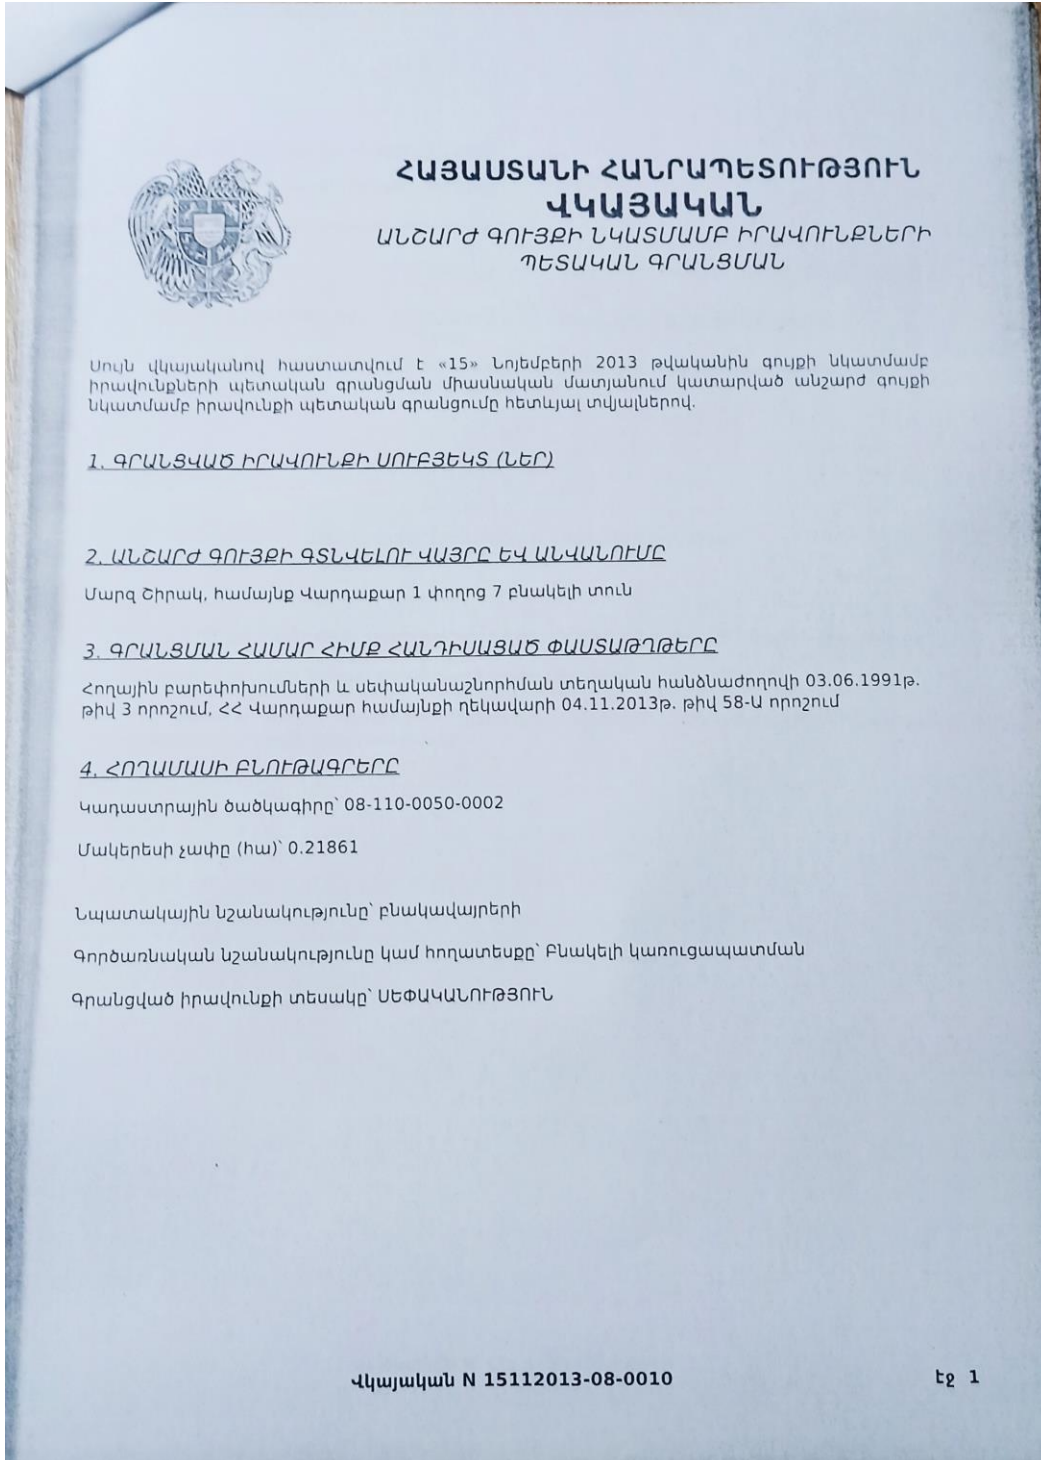 ՀԱՅԱՍՏԱՆԻ ՀԱՆՐԱՊԵՏՈՒԹՅՈՒՆ
ՎԿԱՅԱԿԱՆ
ԱՆՇԱՐԺ ԳՈՒՅՔԻ ՆԿԱՏՄԱՄԲ ԻՐԱՎՈՒՆՔՆԵՐԻ
ՊԵՏԱԿԱՆ ԳՐԱՆՑՄԱՆ
Սույն վկայականով հաստատվում է «15» Նոյեմբերի 2013 թվականին գույքի նկատմամբ
իրավունքների պետական գրանցման միասնական մատյանում կատարված անշարժ գույքի
նկատմամբ իրավունքի պետական գրանցումը հետևյալ տվյալներով.
1. ԳՐԱՆՑՎԱԾ ԻՐԱՎՈՒՆՔԻ ՍՈՒԲՅԵԿՏ (ՆԵՐ)
2. ԱՆՇԱՐԺ ԳՈՒՅՔԻ ԳՏՆՎԵԼՈՒ ՎԱՅՐԸ ԵՎ ԱՆՎԱՆՈՒՄԸ
Մարզ Շիրակ, համայնք Վարդաքար 1 փողոց 7 բնակելի տուն
3. ԳՐԱՆՑՄԱՆ ՀԱՄԱՐ ՀԻՄՔ ՀԱՆԴԻՍԱՑԱԾ ՓԱՍՏԱԹՂԹԵՐԸ
Հողային բարեփոխումների և սեփականաշնորհման տեղական հանձնաժողովի 03.06.1991թ.
թիվ 3 որոշում, ՀՀ Վարդաքար համայնքի ղեկավարի 04.11.2013թ. թիվ 58-Ա որոշում
4. ՀՈՂԱՄԱՍԻ ԲՆՈՒԹԱԳՐԵՐԸ
Կադաստրային ծածկագիրը՝ 08-110-0050-0002
Մակերեսի չափը (հա)՝ 0.21861
Նպատակային նշանակությունը՝ բնակավայրերի
Գործառնական նշանակությունը կամ հողատեսքը՝ Բնակելի կառուցապատման
Գրանցված իրավունքի տեսակը՝ ՍԵՓԱԿԱՆՈՒԹՅՈՒՆ
Վկայական N 15112013-08-0010
էջ 1